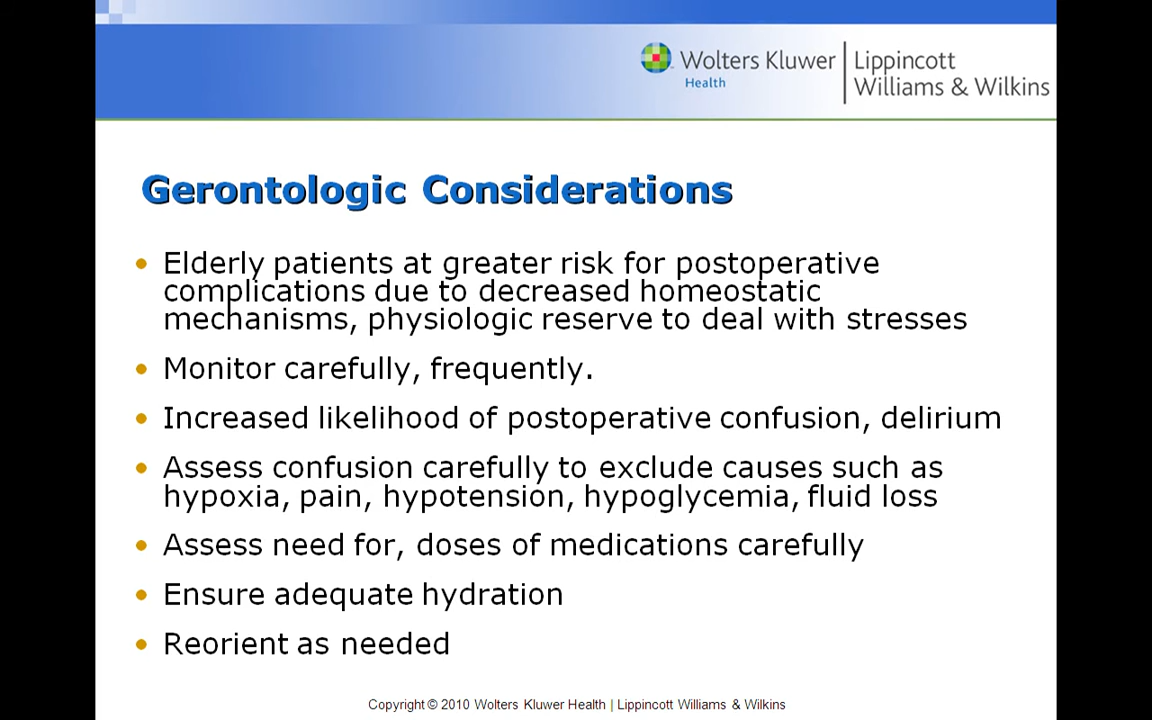 Wolters Kluwer
Health
Lippincott
Williams & Wilkins
Gerontologic Considerations
• Elderly patients at greater risk for postoperative
complications due to decreased homeostatic
mechanisms, physiologic reserve to deal with stresses
• Monitor carefully, frequently.
• Increased likelihood of postoperative confusion, delirium
• Assess confusion carefully to exclude causes such as
hypoxia, pain, hypotension, hypoglycemia, fluid loss
• Assess need for, doses of medications carefully
• Ensure adequate hydration
• Reorient as needed
Copyright © 2010 Wolters Kluwer Health | Lippincott Williams & Wilkins